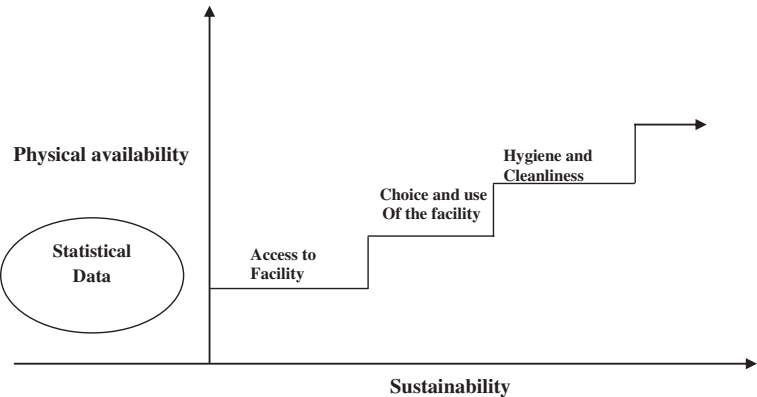 Physical availability
Statistical
Data
Access to
Facility
Choice and use
Of the facility
Hygiene and
Cleanliness
Sustainability